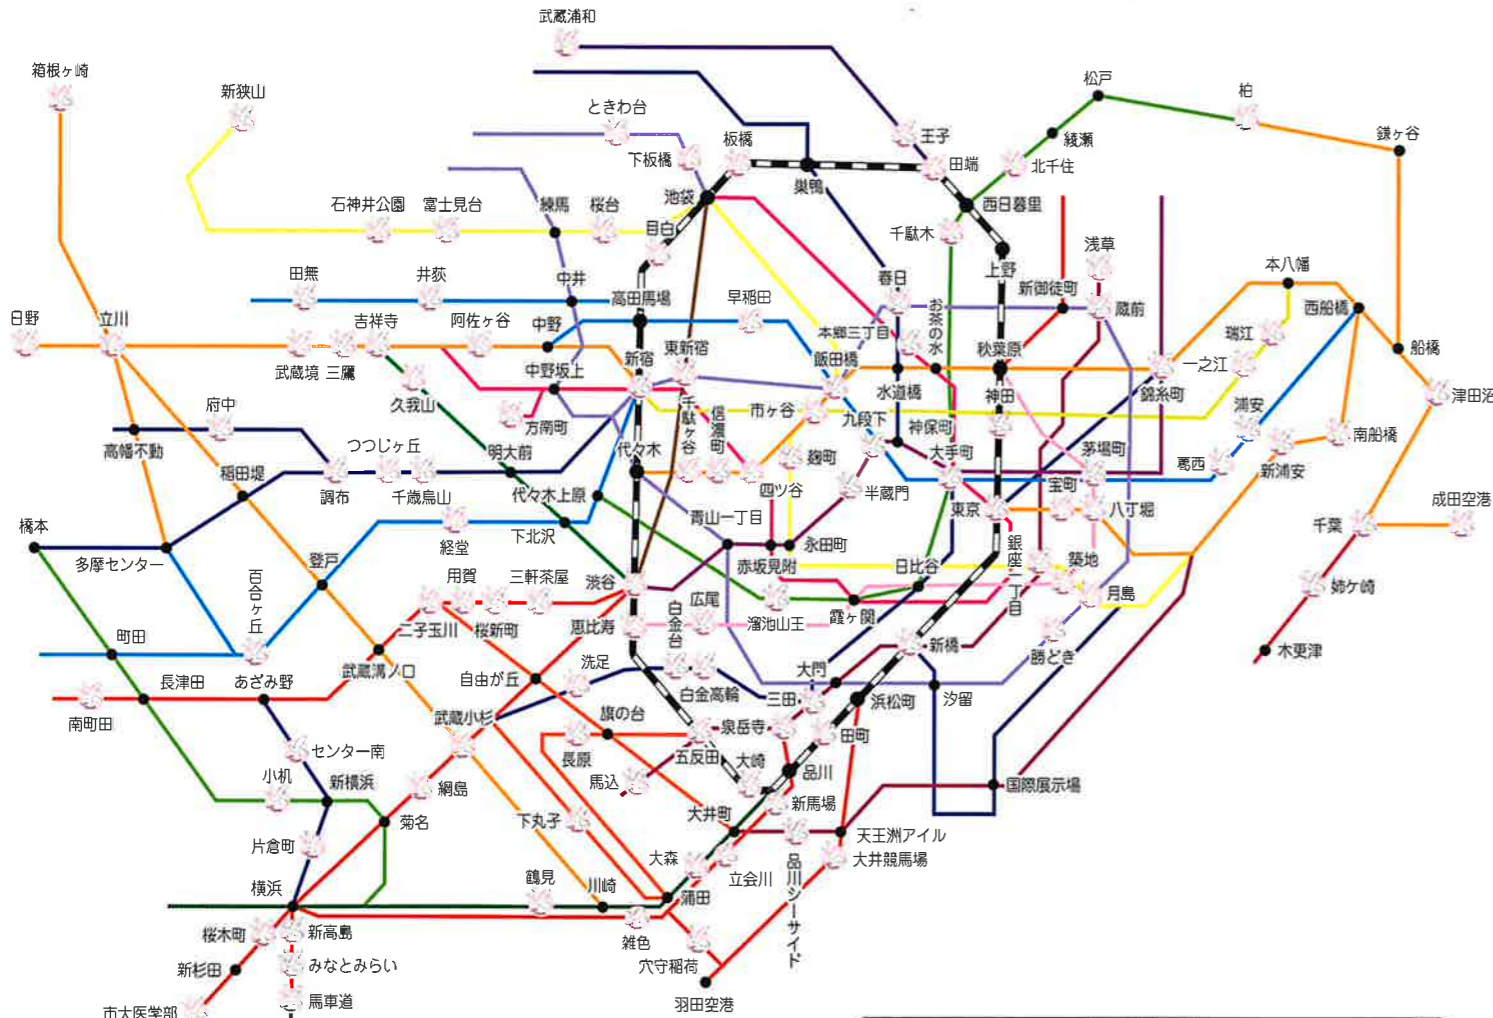 武蔵浦和
箱根ヶ崎
新狭山
ときわ台
松戸
柏
王子
綾瀬
鎌ヶ谷
下板橋
板橋
田端
北千住
巣鴨
池袋
西日暮里
石神井公園
富士見台
練馬
桜台
目白
千駄木
上野
浅草
田無
井荻
中井
高田馬場
早稲田
春日
お茶の水
新御徒町
蔵前
本八幡
西船橋
日野
立川
吉祥寺
阿佐ヶ谷
中野
新宿
東新宿
本郷三丁目
飯田橋
秋葉原
瑞江
一之江
船橋
武蔵境
三鷹
中野坂上
水道橋
神田
錦糸町
津田沼
久我山
方南町
千駄ヶ谷
信濃町
市ヶ谷
九段下
神保町
浦安
府中
高幡不動
つつじヶ丘
明大前
代々木
麹町
大手町
茅場町
葛西
新浦安
南船橋
稲田堤
調布
千歳烏山
代々木上原
四ツ谷
半蔵門
宝町
成田空港
橋本
経堂
下北沢
青山一丁目
永田町
東京
八丁堀
千葉
多摩センター
百合ヶ丘
登戸
用賀
三軒茶屋
渋谷
赤坂見附
日比谷
銀座一丁目
築地
月島
姉ケ崎
二子玉川
桜新町
恵比寿
白金台
広尾
溜池山王
霞ヶ関
町田
武蔵溝ノ口
自由が丘
洗足
新橋
勝どき
木更津
長津田
あざみ野
白金高輪
大門
三田
浜松町
汐留
南町田
武蔵小杉
旗の台
泉岳寺
田町
センター南
長原
五反田
大崎
品川
小机
新横浜
綱島
馬込
新馬場
国際展示場
菊名
下丸子
大井町
天王洲アイル
片倉町
大森
立会川
品川シーサイド
大井競馬場
横浜
鶴見
川崎
蒲田
桜木町
新高島
雑色
新杉田
みなとみらい
穴守稲荷
市大医学部
馬車道
羽田空港